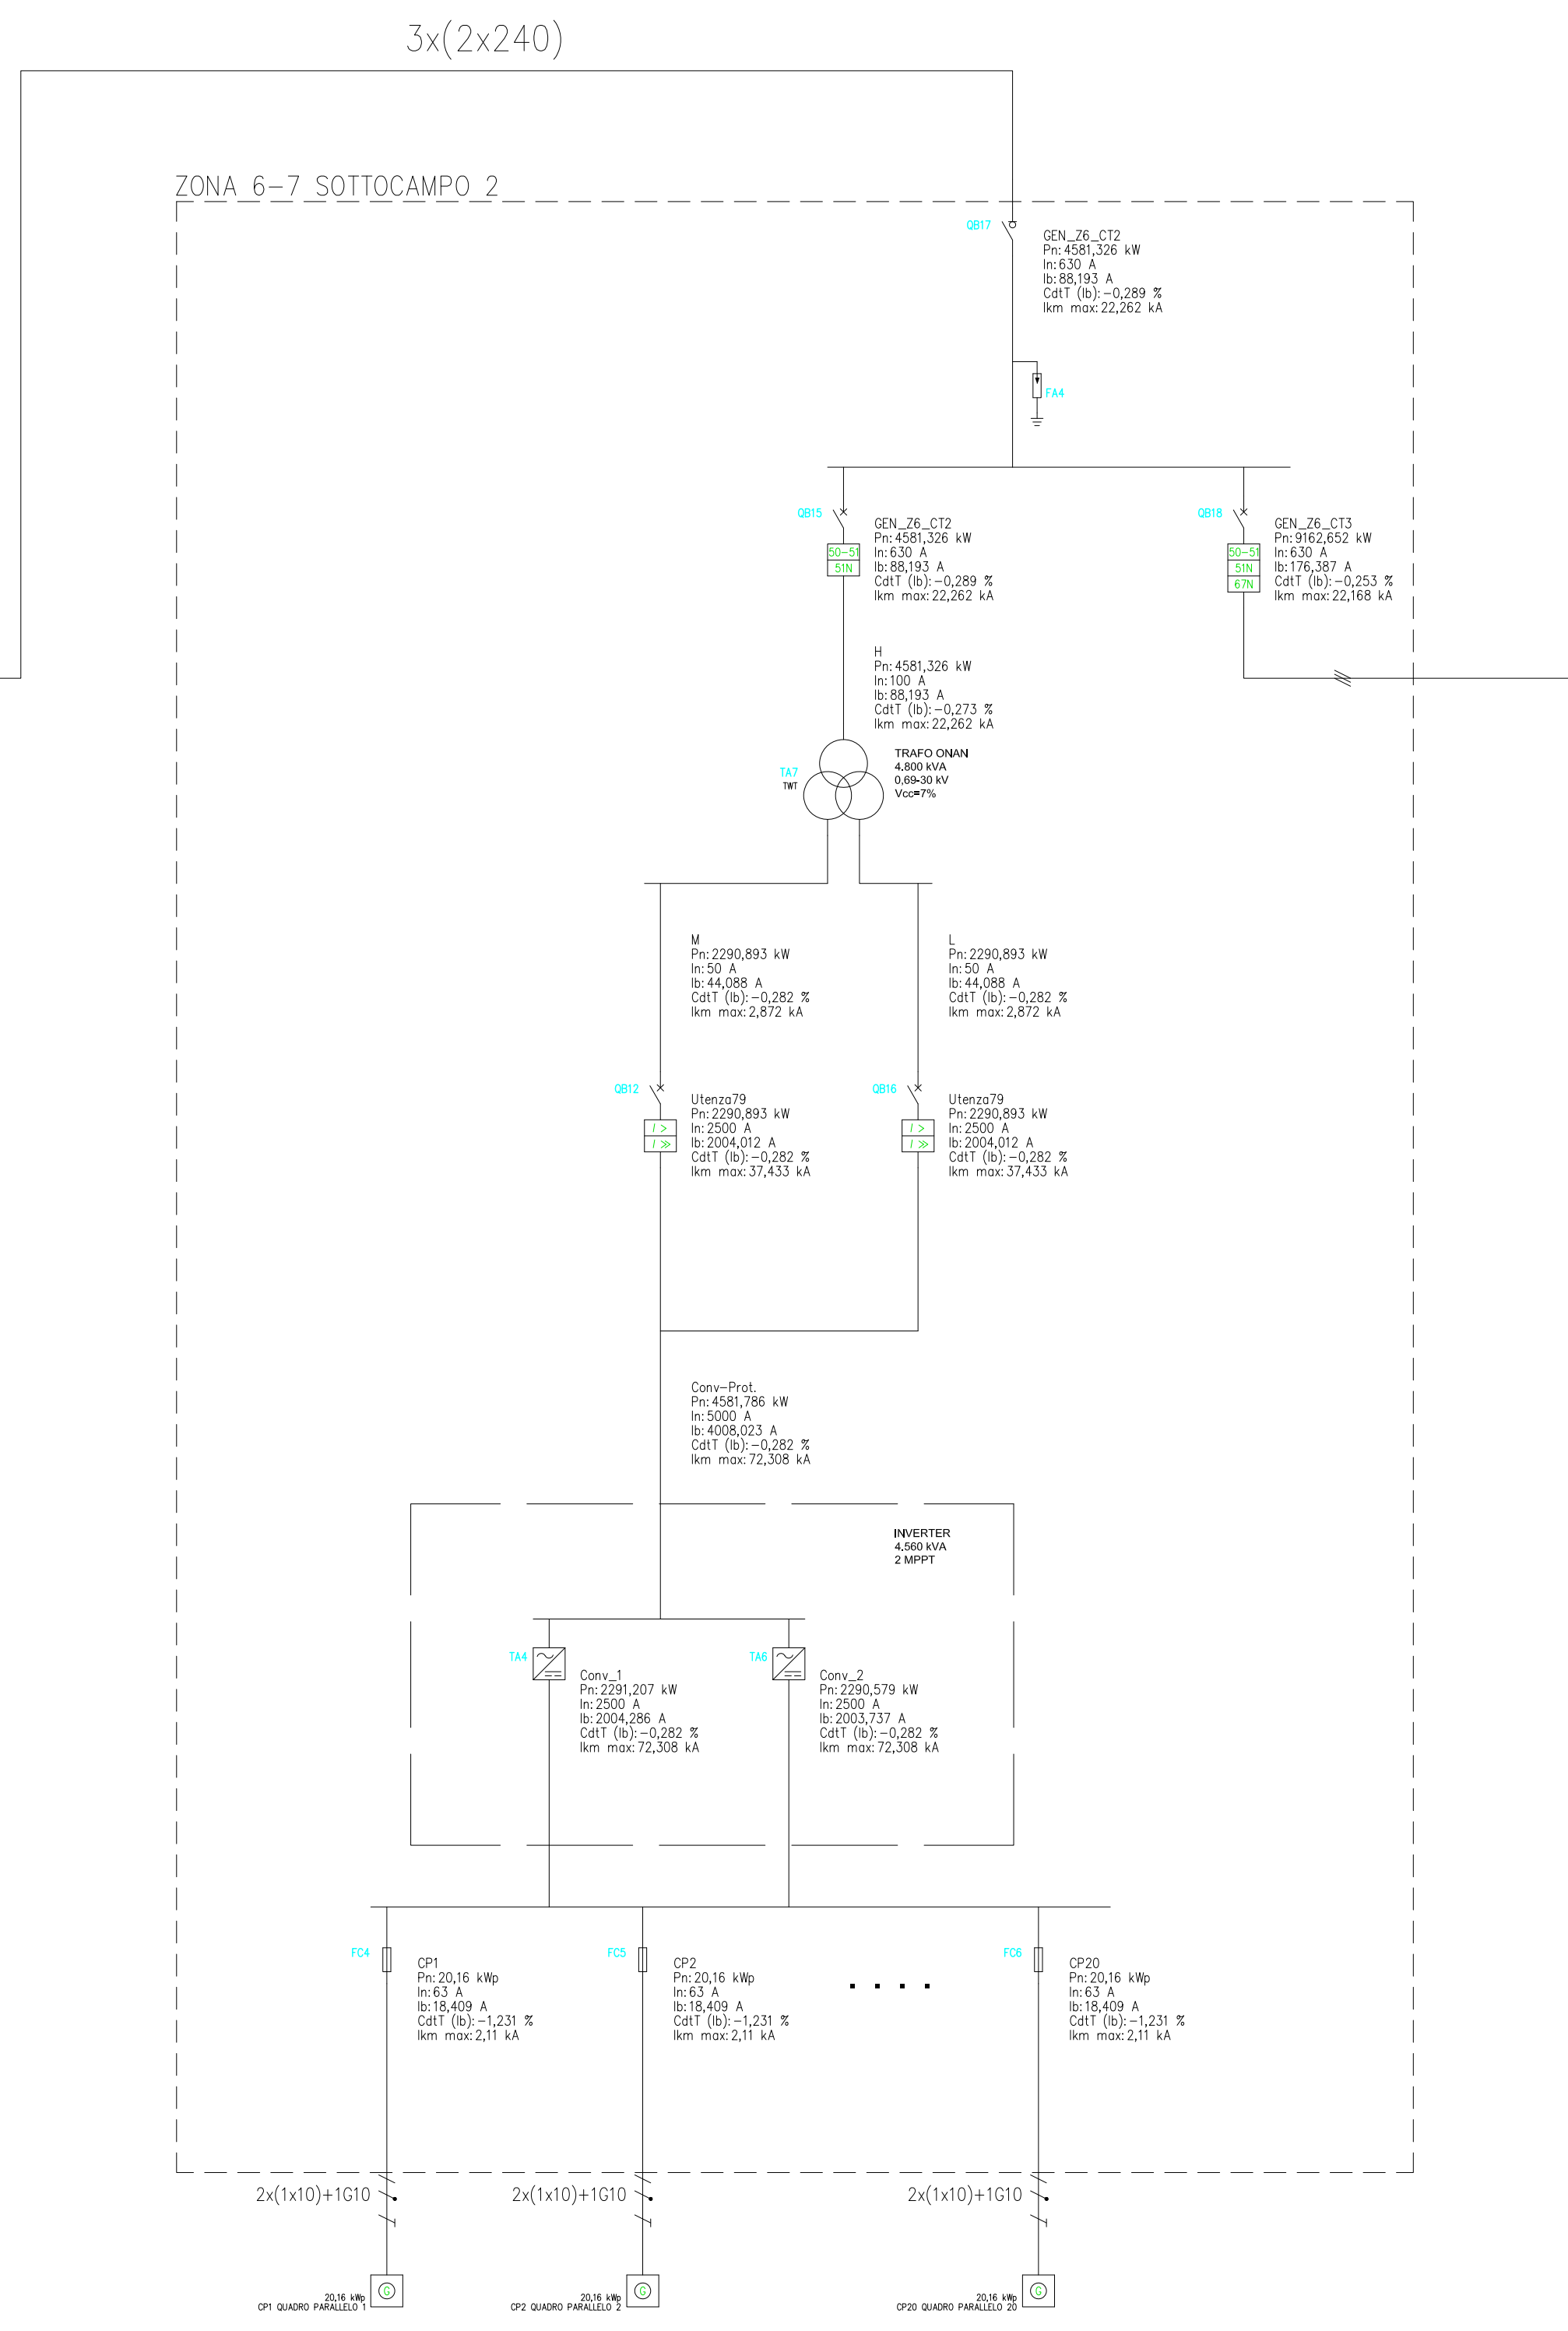 3x(2x240)
ZONA 6-7 SOTTOCAMPO 2
QB17
GEN_Z6_CT2
Pn: 4581,326 kW
In: 630 A
Ib: 88,193 A
CdtT (Ib): -0,289 %
Ikm max: 22,262 kA
FA4
QB15
50-51
51N
GEN_Z6_CT2
Pn: 4581,326 kW
In: 630 A
Ib: 88,193 A
CdtT (Ib): -0,289 %
Ikm max: 22,262 kA
QB18
50-51
51N
67N
GEN_Z6_CT3
Pn: 9162,652 kW
In: 630 A
Ib: 176,387 A
CdtT (Ib): -0,253 %
Ikm max: 22,168 kA
H
Pn: 4581,326 kW
In: 100 A
Ib: 88,193 A
CdtT (Ib): -0,273 %
Ikm max: 22,262 kA
TA7
TWT
TRAFO ONAN
4.800 kVA
0,69-30 kV
Vcc=7%
M
Pn: 2290,893 kW
In: 50 A
Ib: 44,088 A
CdtT (Ib): -0,282 %
Ikm max: 2,872 kA
L
Pn: 2290,893 kW
In: 50 A
Ib: 44,088 A
CdtT (Ib): -0,282 %
Ikm max: 2,872 kA
QB12
I >
I >>
Utenza79
Pn: 2290,893 kW
In: 2500 A
Ib: 2004,012 A
CdtT (Ib): -0,282 %
Ikm max: 37,433 kA
QB16
I >
I >>
Utenza79
Pn: 2290,893 kW
In: 2500 A
Ib: 2004,012 A
CdtT (Ib): -0,282 %
Ikm max: 37,433 kA
Conv-Prot.
Pn: 4581,786 kW
In: 5000 A
Ib: 4008,023 A
CdtT (Ib): -0,282 %
Ikm max: 72,308 kA
INVERTER
4.560 kVA
2 MPPT
TA4
Conv_1
Pn: 2291,207 kW
In: 2500 A
Ib: 2004,286 A
CdtT (Ib): -0,282 %
Ikm max: 72,308 kA
TA6
Conv_2
Pn: 2290,579 kW
In: 2500 A
Ib: 2003,737 A
CdtT (Ib): -0,282 %
Ikm max: 72,308 kA
FC4
CP1
Pn: 20,16 kWp
In: 63 A
Ib: 18,409 A
CdtT (Ib): -1,231 %
Ikm max: 2,11 kA
FC5
CP2
Pn: 20,16 kWp
In: 63 A
Ib: 18,409 A
CdtT (Ib): -1,231 %
Ikm max: 2,11 kA
. . . .
FC6
CP20
Pn: 20,16 kWp
In: 63 A
Ib: 18,409 A
CdtT (Ib): -1,231 %
Ikm max: 2,11 kA
2x(1x10)+1G10
2x(1x10)+1G10
2x(1x10)+1G10
20,16 kWp
CP1 QUADRO PARALLELO 1
G
20,16 kWp
CP2 QUADRO PARALLELO 2
G
20,16 kWp
CP20 QUADRO PARALLELO 20
G